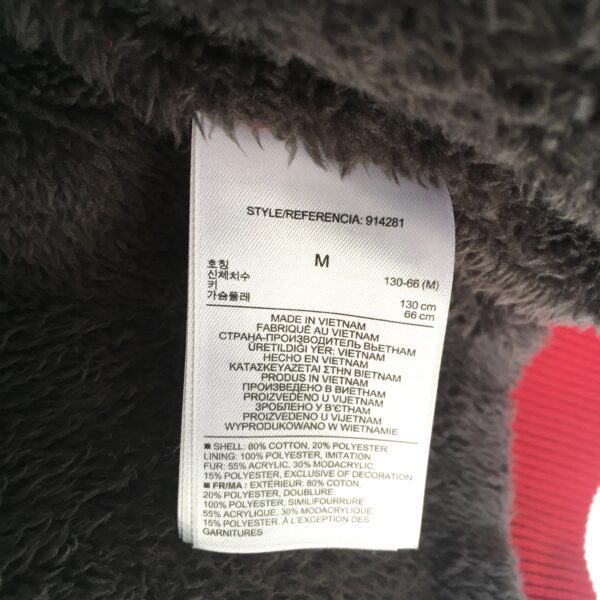 STYLE/REFERENCIA: 914281
M
호칭 130-66 (M)
신체치수
키 130 cm
가슴둘레 66 cm
MADE IN VIETNAM
FABRIQUÉ AU VIETNAM
СТРАНА-ПРОИЗВОДИТЕЛЬ ВЬЕТНАМ
ÜRETILDIĞI YER: VIETNAM
HECHO EN VIETNAM
ΚΑΤΑΣΚΕΥΑΖΕΤΑΙ ΣΤΗΝ ΒΙΕΤΝΑΜ
PRODUS IN VIETNAM
ПРОИЗВЕДЕНО В ВИЕТНАМ
PROIZVEDENO U VIJETNAM
ЗРОБЛЕНО У В'ЄТНАМ
PROIZVEDENO U VIJETNAM
WYPRODUKOWANO W WIETNAMIE
■ SHELL: 80% COTTON, 20% POLYESTER,
LINING: 100% POLYESTER, IMITATION
FUR: 55% ACRYLIC, 30% MODACRYLIC,
15% POLYESTER, EXCLUSIVE OF DECORATION
■ FR/MA : EXTÉRIEUR: 80% COTON,
20% POLYESTER, DOUBLURE:
100% POLYESTER, SIMILIFOURRURE
55% ACRYLIQUE, 30% MODACRYLIQUE
15% POLYESTER, À L'EXCEPTION DES
GARNITURES